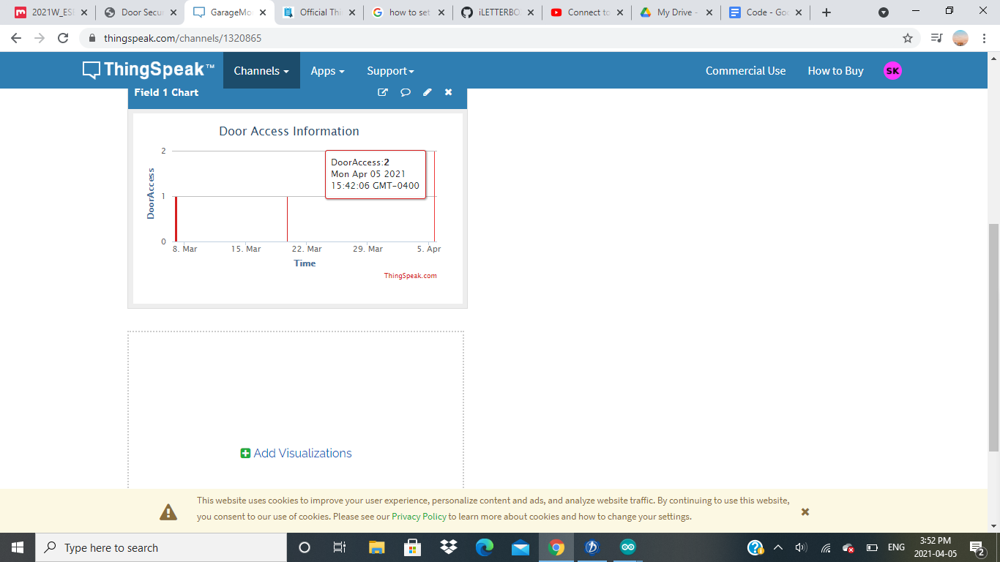 2021W_ESE
Door Secur
GarageMo
Official Thi
how to set
iLETTERBO
Connect to
My Drive -
Code - Goo
thingspeak.com/channels/1320865
ThingSpeak™
Channels
Apps
Support
Commercial Use
How to Buy
SK
Field 1 Chart
Door Access Information
DoorAccess
2
1
0
DoorAccess:2
Mon Apr 05 2021
15:42:06 GMT-0400
8. Mar
15. Mar
22. Mar
29. Mar
5. Apr
Time
ThingSpeak.com
Add Visualizations
This website uses cookies to improve your user experience, personalize content and ads, and analyze website traffic. By continuing to use this website,
you consent to our use of cookies. Please see our Privacy Policy to learn more about cookies and how to change your settings.
Type here to search
ENG
3:52 PM
2021-04-05
2